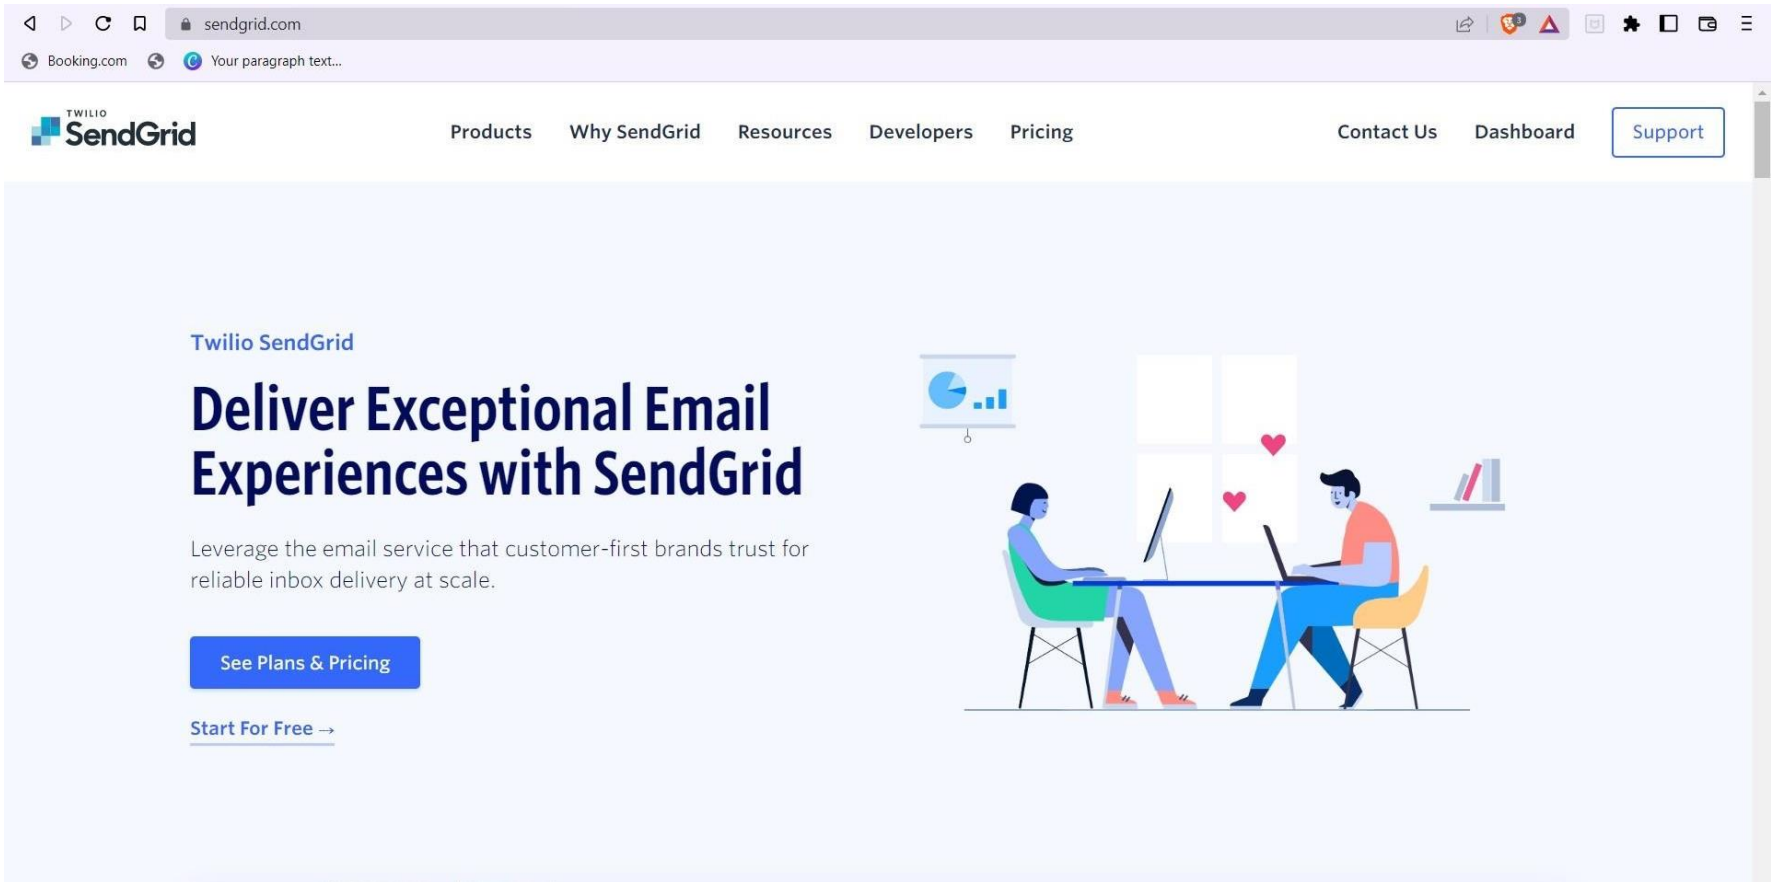 sendgrid.com
3
Booking.com
Your paragraph text...
TWILIO
SendGrid
Products Why SendGrid Resources Developers Pricing Contact Us Dashboard Support
Twilio SendGrid
Deliver Exceptional Email
Experiences with SendGrid
Leverage the email service that customer-first brands trust for
reliable inbox delivery at scale.
See Plans & Pricing
Start For Free →